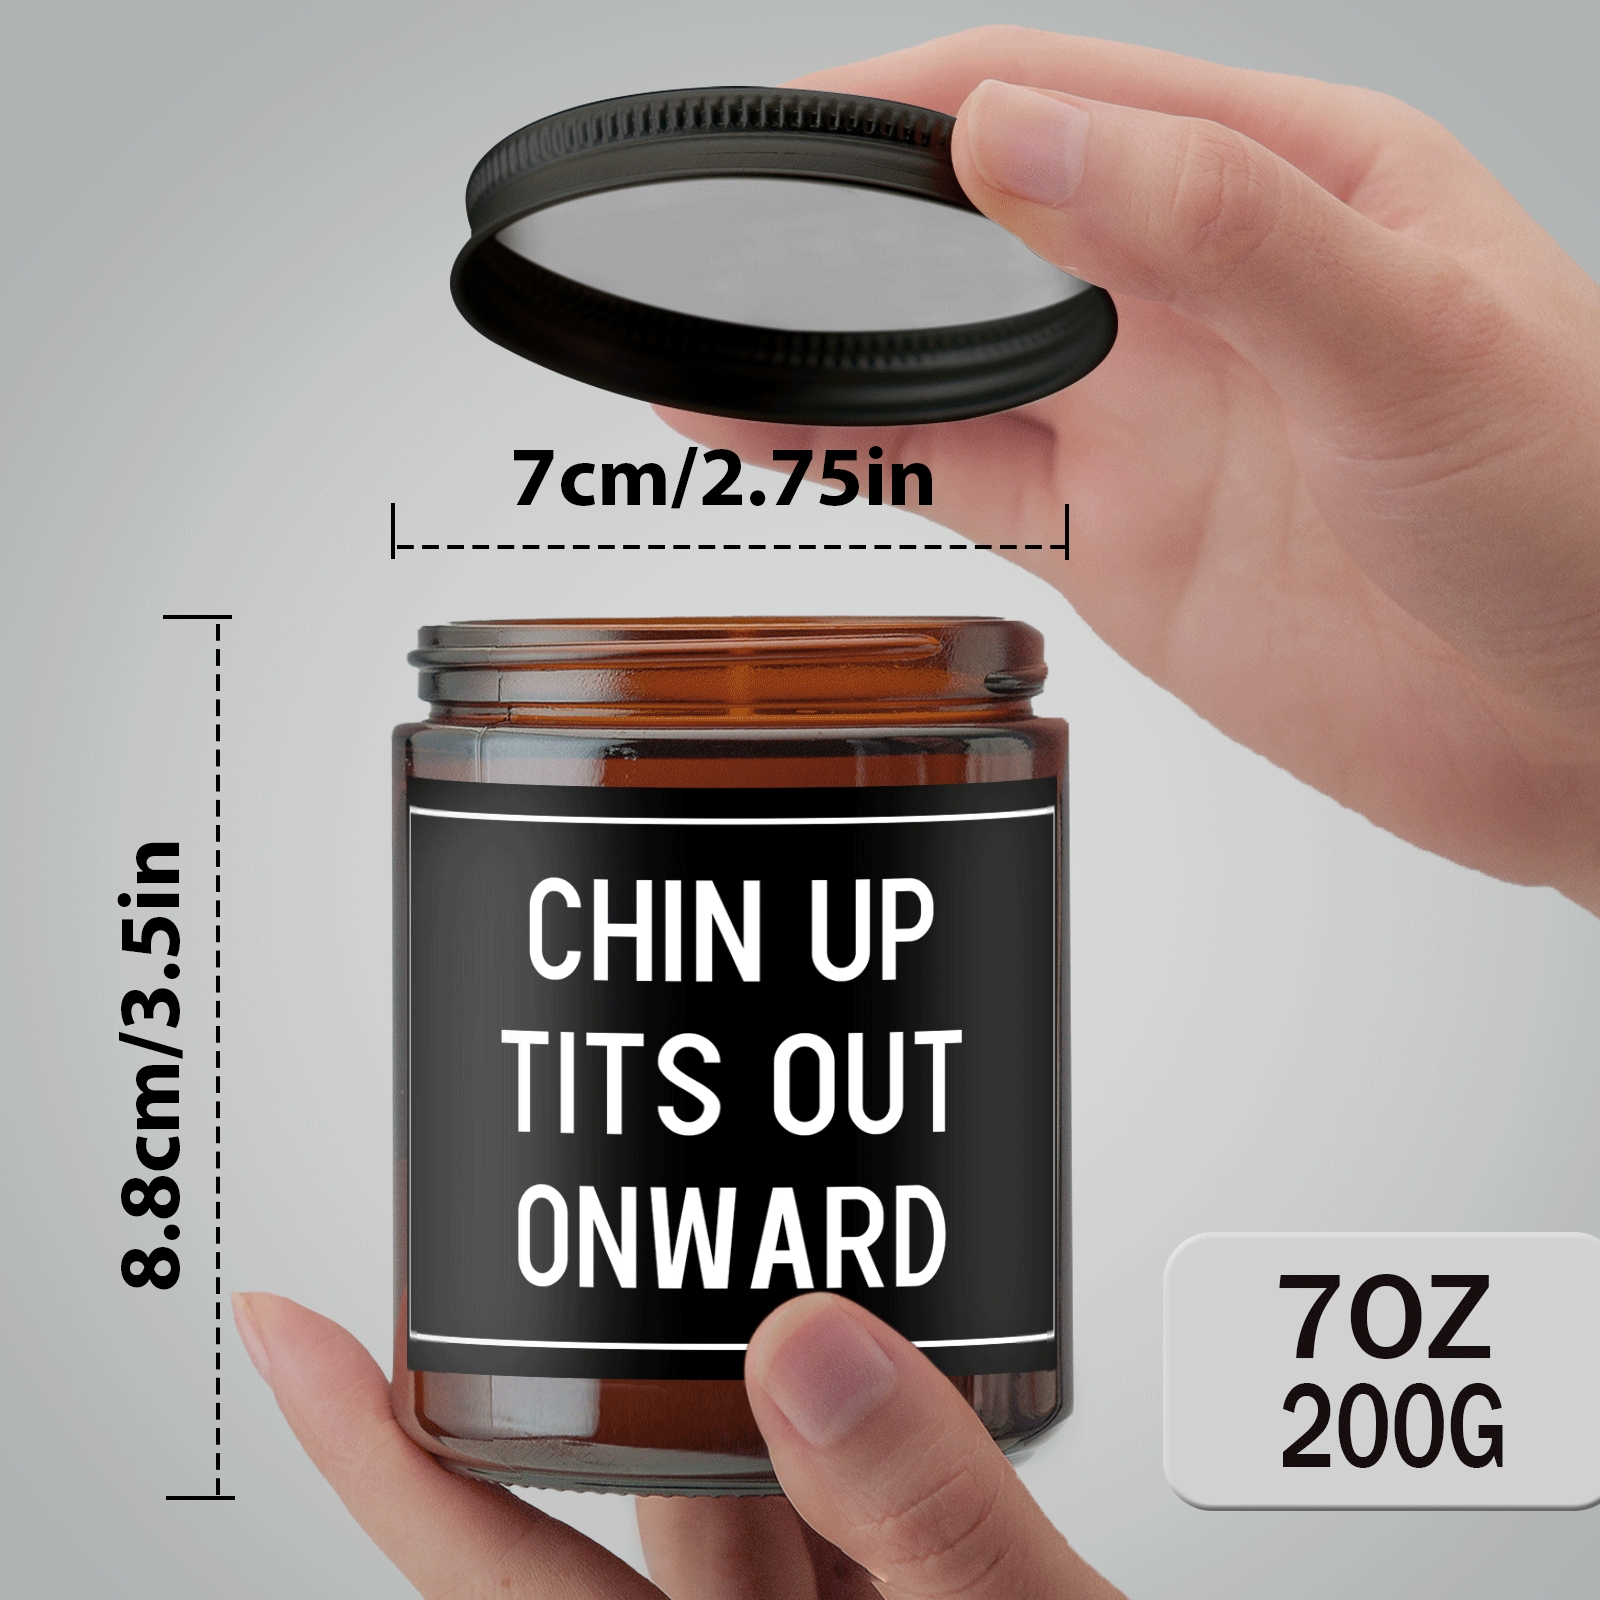 7cm/2.75in
8.8cm/3.5in
CHIN UP
TITS OUT
ONWARD
7OZ
200G